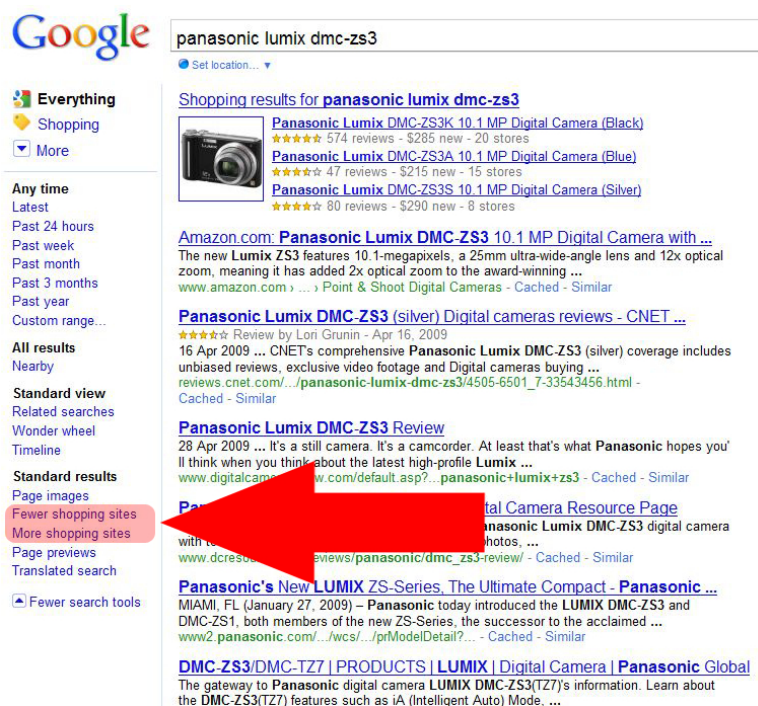 Google
panasonic lumix dmc-zs3
Set location... ▼
Everything
Shopping
More
Any time
Latest
Past 24 hours
Past week
Past month
Past 3 months
Past year
Custom range...
All results
Nearby
Standard view
Related searches
Wonder wheel
Timeline
Standard results
Page images
Fewer shopping sites
More shopping sites
Page previews
Translated search
Fewer search tools
Shopping results for panasonic lumix dmc-zs3
Panasonic Lumix DMC-ZS3K 10.1 MP Digital Camera (Black)
574 reviews - $285 new - 20 stores
Panasonic Lumix DMC-ZS3A 10.1 MP Digital Camera (Blue)
47 reviews - $215 new - 15 stores
Panasonic Lumix DMC-ZS3S 10.1 MP Digital Camera (Silver)
80 reviews - $290 new - 8 stores
Amazon.com: Panasonic Lumix DMC-ZS3 10.1 MP Digital Camera with ...
The new Lumix ZS3 features 10.1-megapixels, a 25mm ultra-wide-angle lens and 12x optical
zoom, meaning it has added 2x optical zoom to the award-winning ...
www.amazon.com › ... › Point & Shoot Digital Cameras - Cached - Similar
Panasonic Lumix DMC-ZS3 (silver) Digital cameras reviews - CNET ...
Review by Lori Grunin - Apr 16, 2009
16 Apr 2009 ... CNET's comprehensive Panasonic Lumix DMC-ZS3 (silver) coverage includes
unbiased reviews, exclusive video footage and Digital cameras buying ...
reviews.cnet.com/.../panasonic-lumix-dmc-zs3/4505-6501_7-33543456.html -
Cached - Similar
Panasonic Lumix DMC-ZS3 Review
28 Apr 2009 ... It's a still camera. It's a camcorder. At least that's what Panasonic hopes you'
ll think when you think about the latest high-profile Lumix ...
www.digitalcame w.com/default.asp?...panasonic+lumix+zs3 - Cached - Similar
Pa tal Camera Resource Page
anasonic Lumix DMC-ZS3 digital camera
with hotos, ...
www.dcreso eviews/panasonic/dmc_zs3-review/ - Cached - Similar
Panasonic's New LUMIX ZS-Series, The Ultimate Compact - Panasonic ...
MIAMI, FL (January 27, 2009) – Panasonic today introduced the LUMIX DMC-ZS3 and
DMC-ZS1, both members of the new ZS-Series, the successor to the acclaimed ...
www2.panasonic.com/.../wcs/.../prModelDetail?... - Cached - Similar
DMC-ZS3/DMC-TZ7 | PRODUCTS | LUMIX | Digital Camera | Panasonic Global
The gateway to Panasonic digital camera LUMIX DMC-ZS3(TZ7)'s information. Learn about
the DMC-ZS3(TZ7) features such as iA (Intelligent Auto) Mode, ...